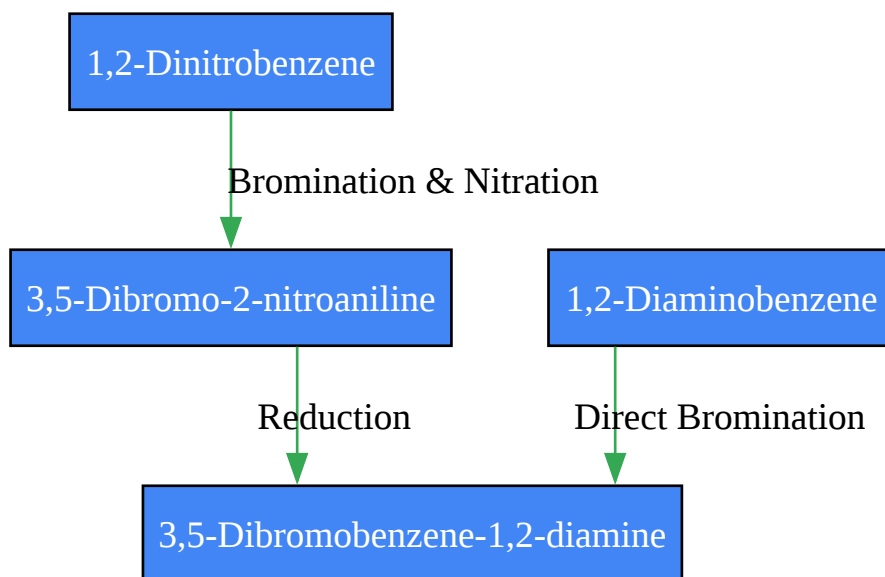 1,2-Dinitrobenzene
Bromination & Nitration
3,5-Dibromo-2-nitroaniline
1,2-Diaminobenzene
Reduction
Direct Bromination
3,5-Dibromobenzene-1,2-diamine